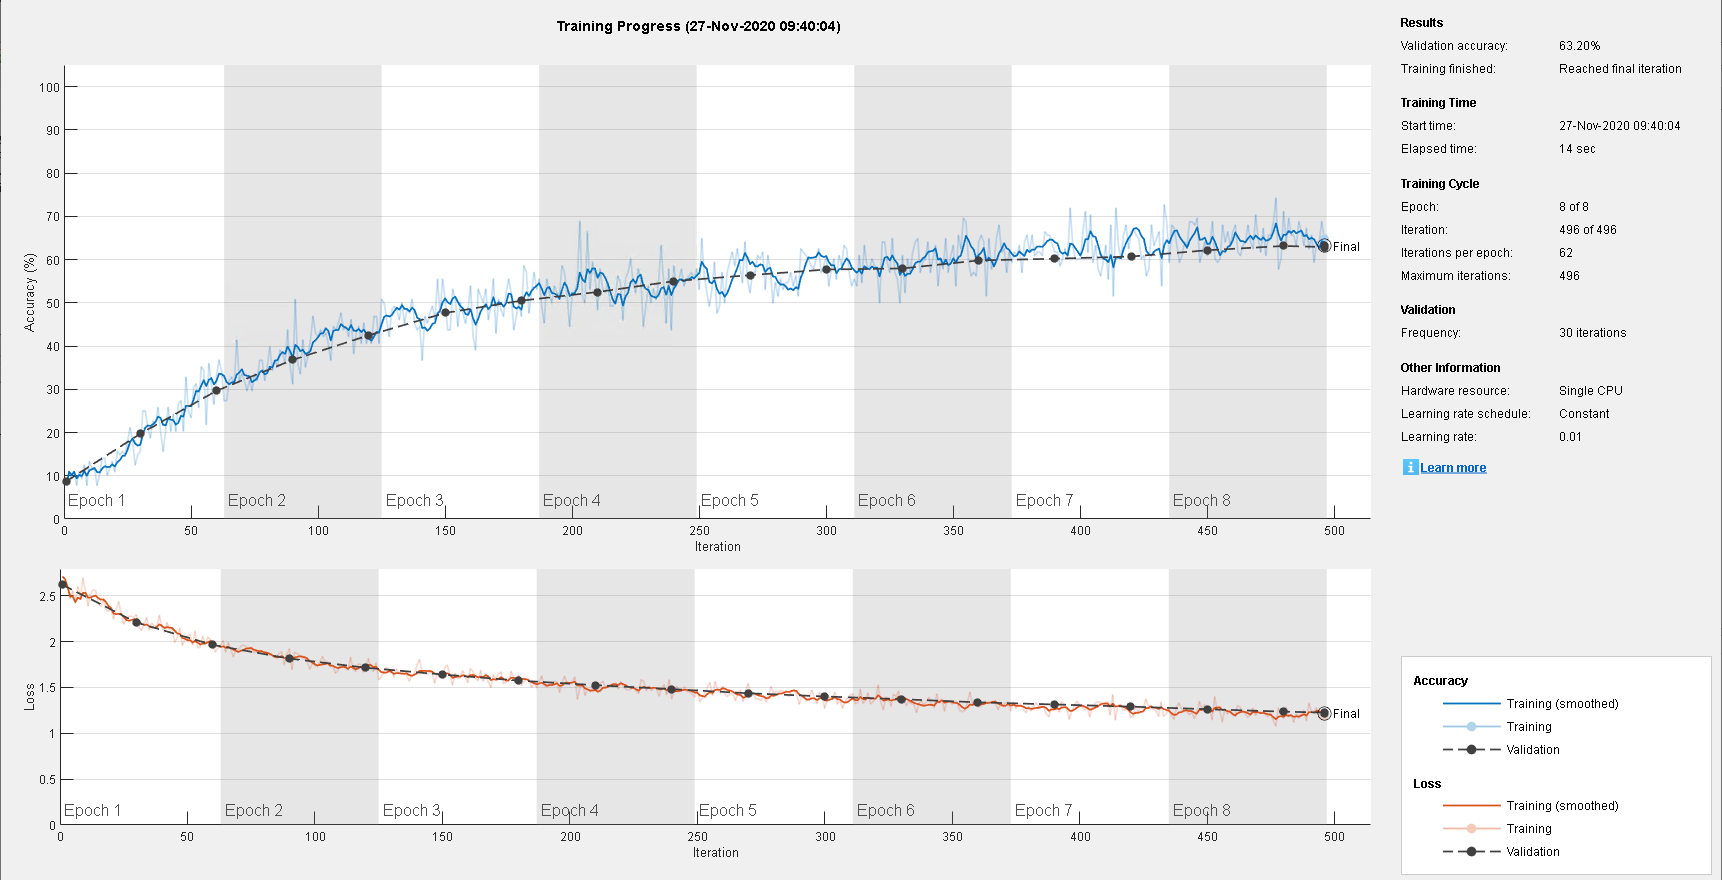 Training Progress (27-Nov-2020 09:40:04)
Accuracy (%)
100
90
80
70
60
50
40
30
20
10
0
Final
Epoch 1 Epoch 2 Epoch 3 Epoch 4 Epoch 5 Epoch 6 Epoch 7 Epoch 8
0 50 100 150 200 250 300 350 400 450 500
Iteration
Loss
2.5
2
1.5
1
0.5
0
Final
Epoch 1 Epoch 2 Epoch 3 Epoch 4 Epoch 5 Epoch 6 Epoch 7 Epoch 8
0 50 100 150 200 250 300 350 400 450 500
Iteration
Results
Validation accuracy: 63.20%
Training finished: Reached final iteration
Training Time
Start time: 27-Nov-2020 09:40:04
Elapsed time: 14 sec
Training Cycle
Epoch: 8 of 8
Iteration: 496 of 496
Iterations per epoch: 62
Maximum iterations: 496
Validation
Frequency: 30 iterations
Other Information
Hardware resource: Single CPU
Learning rate schedule: Constant
Learning rate: 0.01
i Learn more
Accuracy
Training (smoothed)
Training
Validation
Loss
Training (smoothed)
Training
Validation